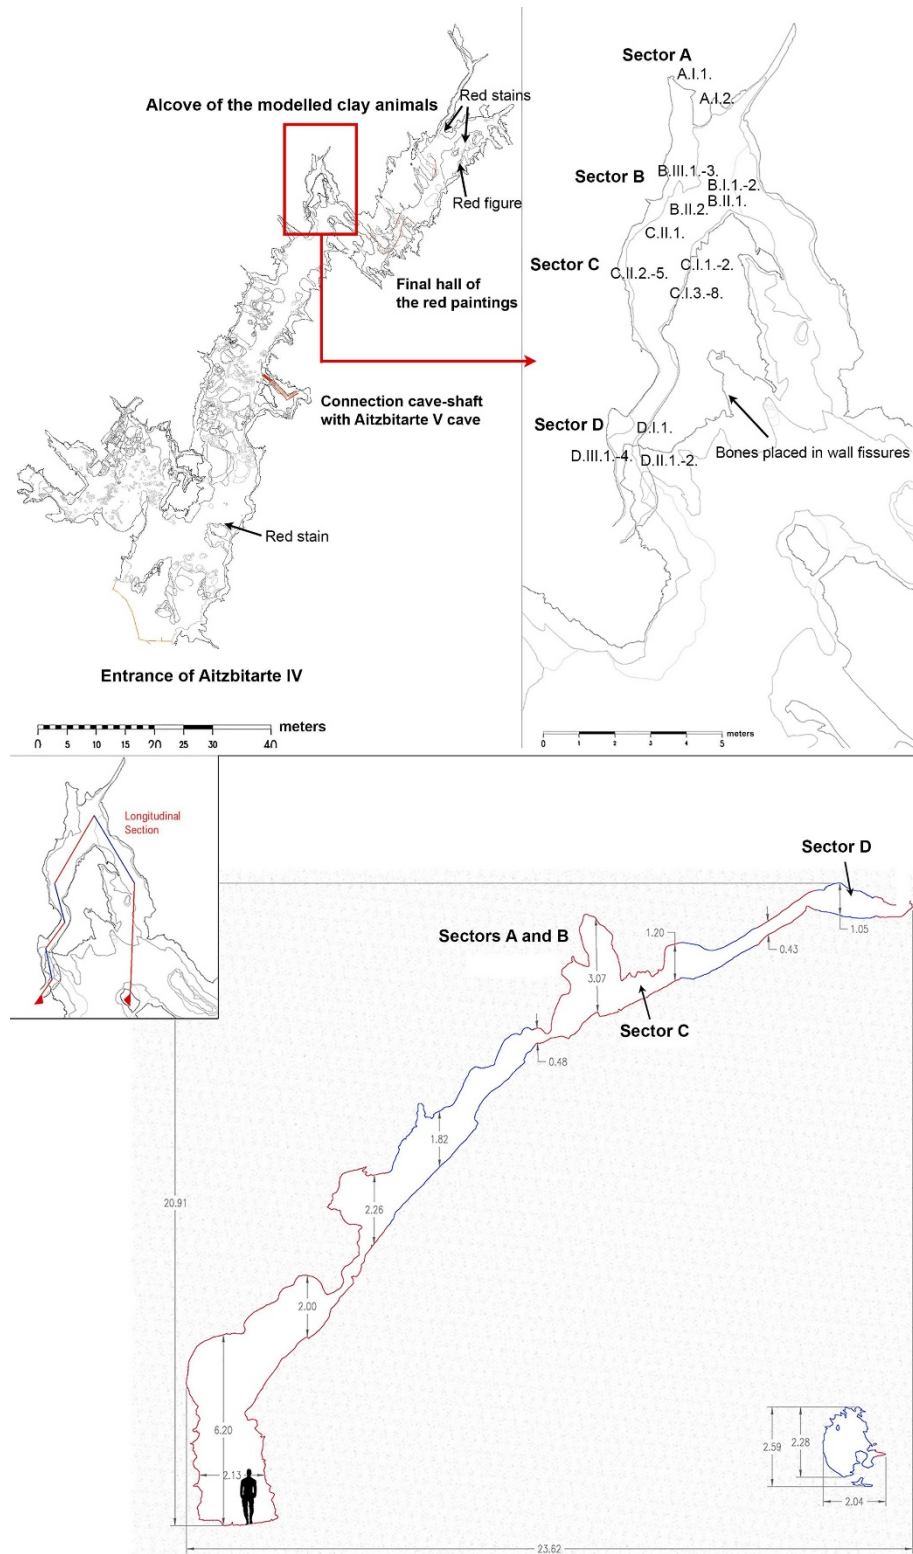 Alcove of the modelled clay animals
Red stains
Red figure
Final hall of
the red paintings
Connection cave-shaft
with Aitzbitarte V cave
Red stain
Entrance of Aitzbitarte IV
meters
0 5 10 20 30 40
Sector A
A.I.1.
A.I.2.
Sector B
B.III.1.-3.
B.I.1.-2.
B.II.1.
B.II.2.
C.II.1.
Sector C
C.I.1.-2.
C.II.2.-5.
C.I.3.-8.
Sector D
D.I.1.
Bones placed in wall fissures
D.III.1.-4.
D.II.1.-2.
meters
0 1 2 3 4 5
Longitudinal
Section
Sector D
Sectors A and B
1.20
1.05
0.43
3.07
Sector C
0.48
1.82
20.91
2.26
2.00
6.20
2.13
2.59
2.28
2.04
23.62